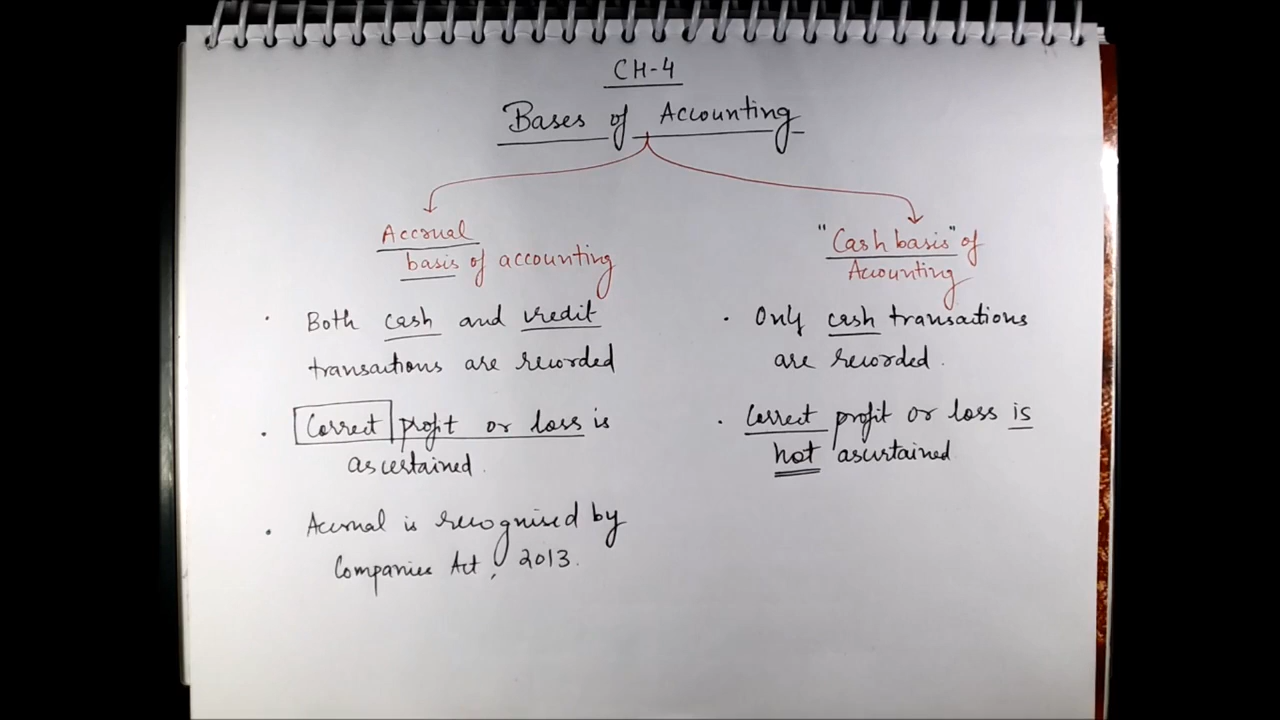 CH-4
Bases of Accounting
Accrual
basis of accounting
Both cash and credit
transactions are recorded
Correct profit or loss is
ascertained.
Accrual is recognised by
Companies Act, 2013.
"Cash basis" of
Accounting
Only cash transactions
are recorded.
Correct profit or loss is
not ascertained